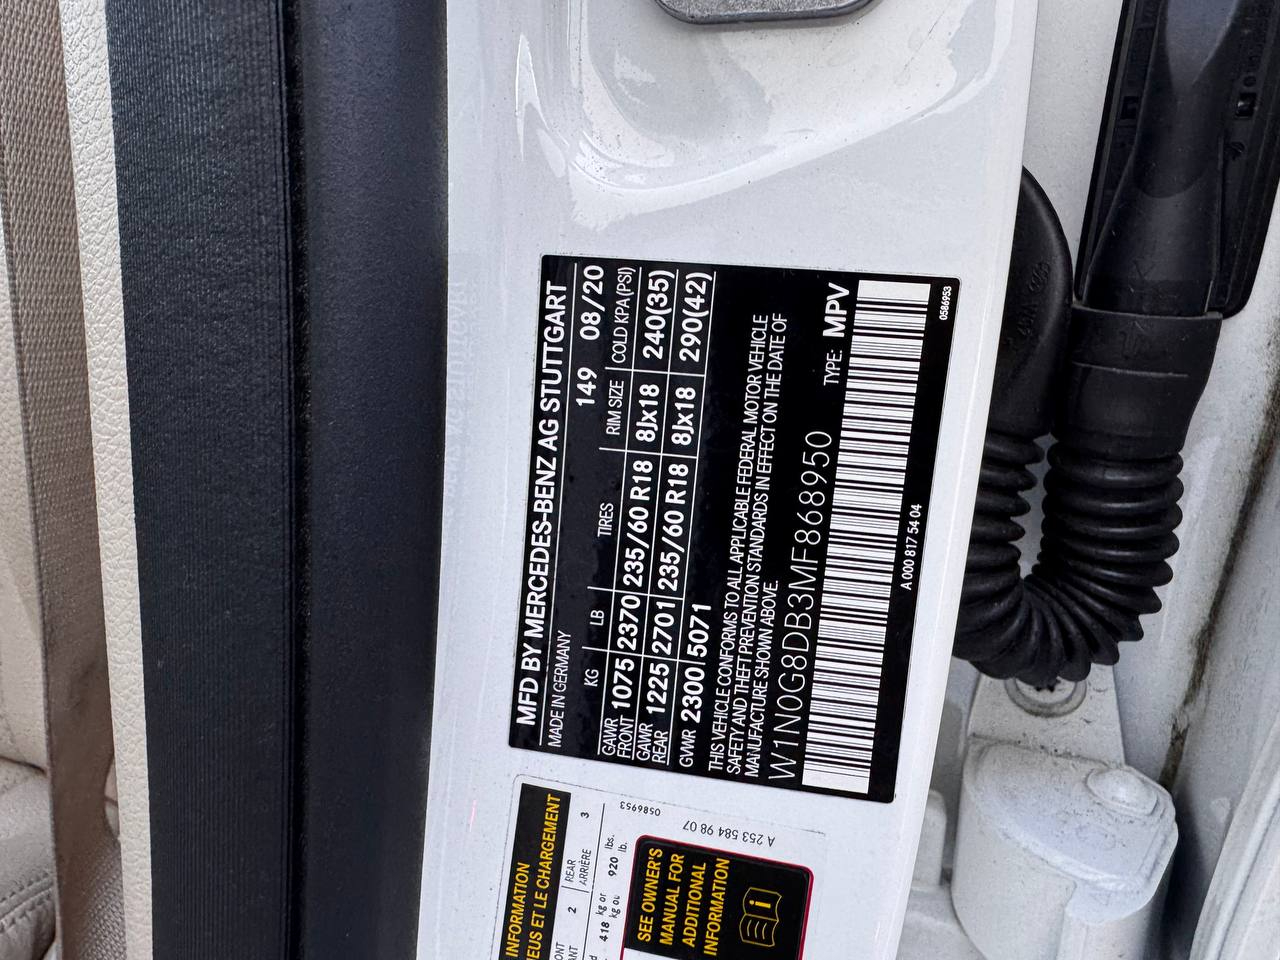 MFD BY MERCEDES-BENZ AG STUTTGART
MADE IN GERMANY 149 08/20
KG LB TIRES RIM SIZE COLD KPA (PSI)
GAWR FRONT 1075 2370 235/60 R18 8Jx18 240(35)
GAWR REAR 1225 2701 235/60 R18 8Jx18 290(42)
GVWR 2300 5071
THIS VEHICLE CONFORMS TO ALL APPLICABLE FEDERAL MOTOR VEHICLE
SAFETY AND THEFT PREVENTION STANDARDS IN EFFECT ON THE DATE OF
MANUFACTURE SHOWN ABOVE.
W1N0G8DB3MF868950 TYPE: MPV
A 000 817 54 04
0586953
INFORMATION
ET LE CHARGEMENT
2 REAR
ARRIÈRE 3
418 kg or 920 lbs.
kg ou lb.
0586953
A 253 584 98 07
SEE OWNER'S
MANUAL FOR
ADDITIONAL
INFORMATION